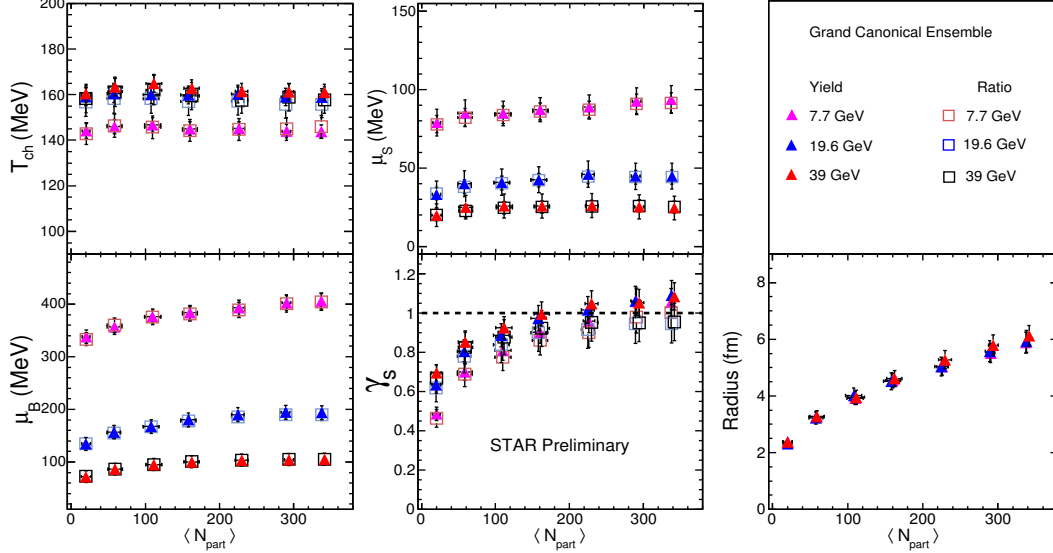 200
180
160
140
120
100
T_ch (MeV)
150
100
50
0
μ_S (MeV)
Grand Canonical Ensemble
Yield Ratio
7.7 GeV 7.7 GeV
19.6 GeV 19.6 GeV
39 GeV 39 GeV
400
300
200
100
μ_B (MeV)
0 100 200 300
⟨ N_part ⟩
1.2
1
0.8
0.6
0.4
0.2
0
γ_S
STAR Preliminary
0 100 200 300
⟨ N_part ⟩
8
6
4
2
0
Radius (fm)
0 100 200 300
⟨ N_part ⟩